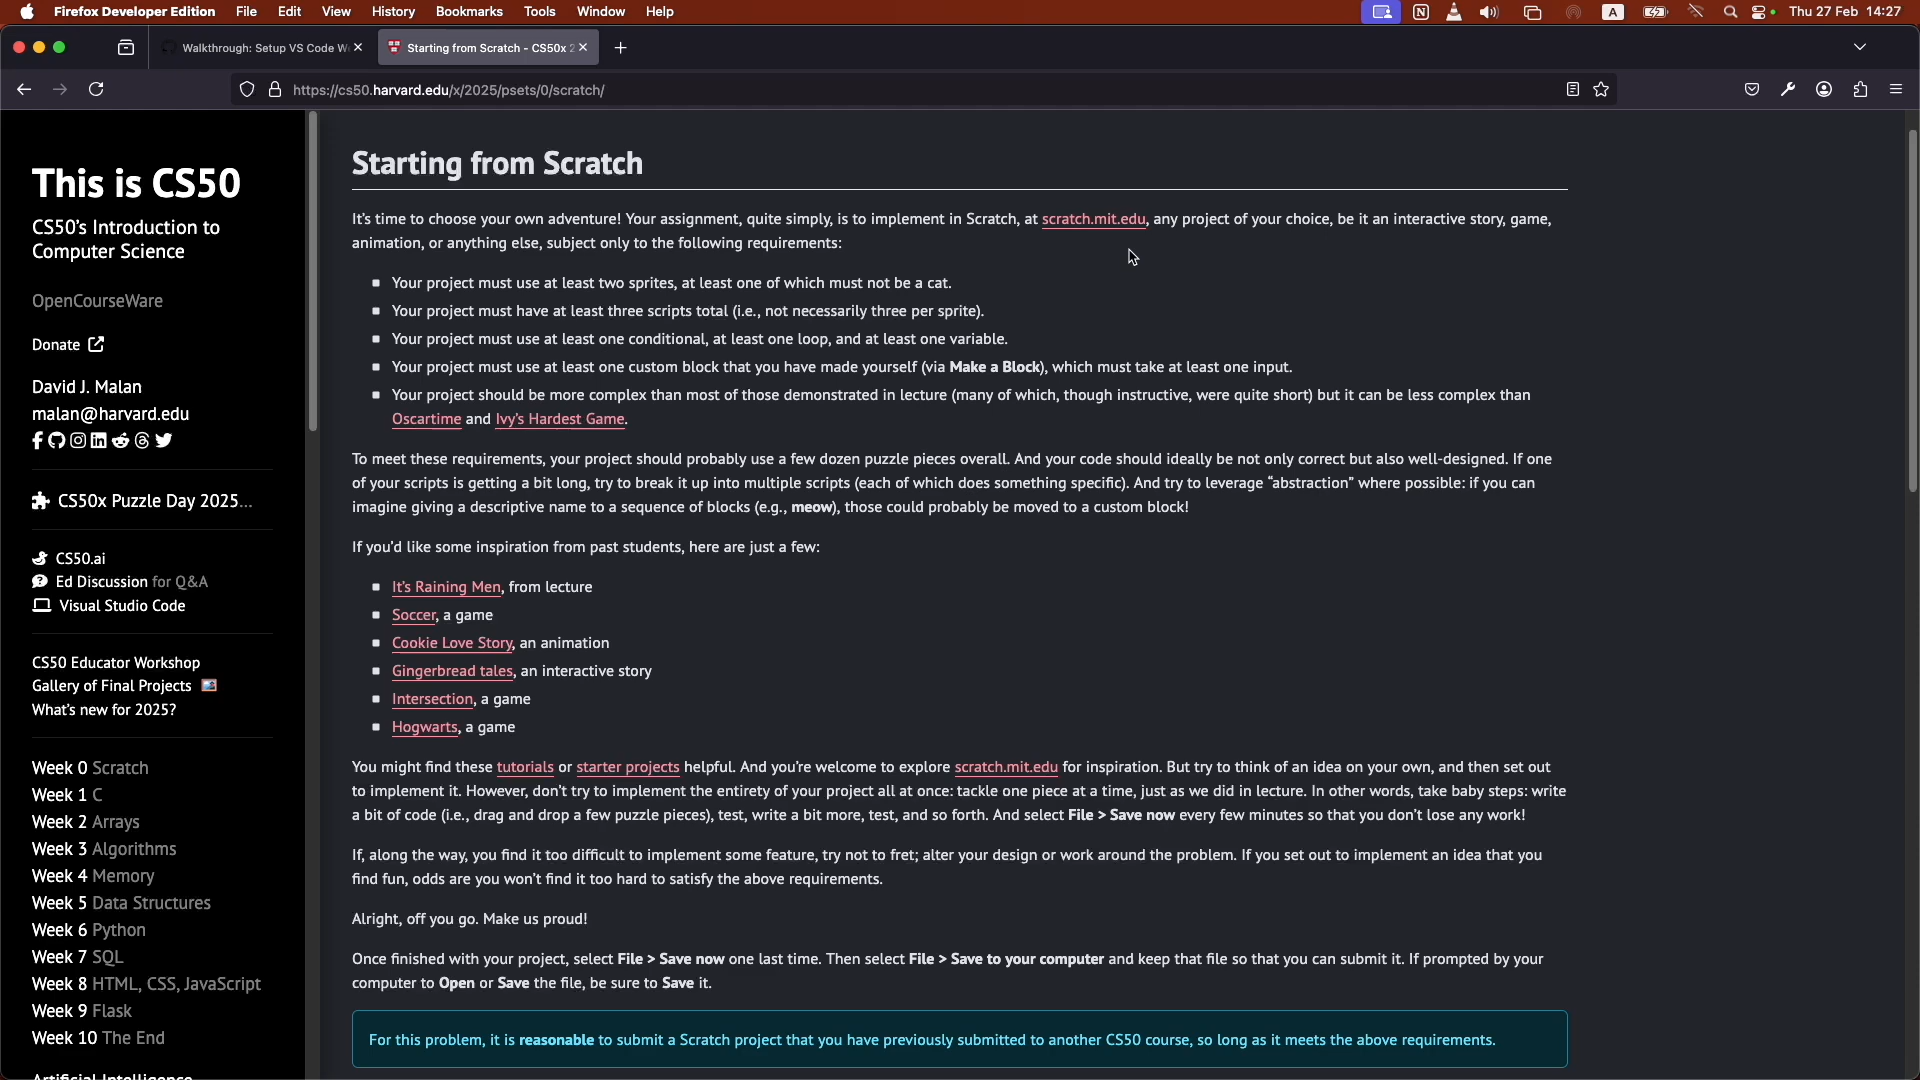 Firefox Developer Edition File Edit View History Bookmarks Tools Window Help A Thu 27 Feb 14:27
Walkthrough: Setup VS Code W Starting from Scratch - CS50x 2
https://cs50.harvard.edu/x/2025/psets/0/scratch/
This is CS50
CS50's Introduction to
Computer Science
OpenCourseWare
Donate
David J. Malan
malan@harvard.edu
CS50x Puzzle Day 2025...
CS50.ai
Ed Discussion for Q&A
Visual Studio Code
CS50 Educator Workshop
Gallery of Final Projects
What's new for 2025?
Week 0 Scratch
Week 1 C
Week 2 Arrays
Week 3 Algorithms
Week 4 Memory
Week 5 Data Structures
Week 6 Python
Week 7 SQL
Week 8 HTML, CSS, JavaScript
Week 9 Flask
Week 10 The End
Artificial Intelligence
Starting from Scratch
It's time to choose your own adventure! Your assignment, quite simply, is to implement in Scratch, at scratch.mit.edu, any project of your choice, be it an interactive story, game,
animation, or anything else, subject only to the following requirements:
Your project must use at least two sprites, at least one of which must not be a cat.
Your project must have at least three scripts total (i.e., not necessarily three per sprite).
Your project must use at least one conditional, at least one loop, and at least one variable.
Your project must use at least one custom block that you have made yourself (via Make a Block), which must take at least one input.
Your project should be more complex than most of those demonstrated in lecture (many of which, though instructive, were quite short) but it can be less complex than
Oscartime and Ivy's Hardest Game.
To meet these requirements, your project should probably use a few dozen puzzle pieces overall. And your code should ideally be not only correct but also well-designed. If one
of your scripts is getting a bit long, try to break it up into multiple scripts (each of which does something specific). And try to leverage “abstraction” where possible: if you can
imagine giving a descriptive name to a sequence of blocks (e.g., meow), those could probably be moved to a custom block!
If you'd like some inspiration from past students, here are just a few:
It's Raining Men, from lecture
Soccer, a game
Cookie Love Story, an animation
Gingerbread tales, an interactive story
Intersection, a game
Hogwarts, a game
You might find these tutorials or starter projects helpful. And you're welcome to explore scratch.mit.edu for inspiration. But try to think of an idea on your own, and then set out
to implement it. However, don't try to implement the entirety of your project all at once: tackle one piece at a time, just as we did in lecture. In other words, take baby steps: write
a bit of code (i.e., drag and drop a few puzzle pieces), test, write a bit more, test, and so forth. And select File > Save now every few minutes so that you don't lose any work!
If, along the way, you find it too difficult to implement some feature, try not to fret; alter your design or work around the problem. If you set out to implement an idea that you
find fun, odds are you won't find it too hard to satisfy the above requirements.
Alright, off you go. Make us proud!
Once finished with your project, select File > Save now one last time. Then select File > Save to your computer and keep that file so that you can submit it. If prompted by your
computer to Open or Save the file, be sure to Save it.
For this problem, it is reasonable to submit a Scratch project that you have previously submitted to another CS50 course, so long as it meets the above requirements.